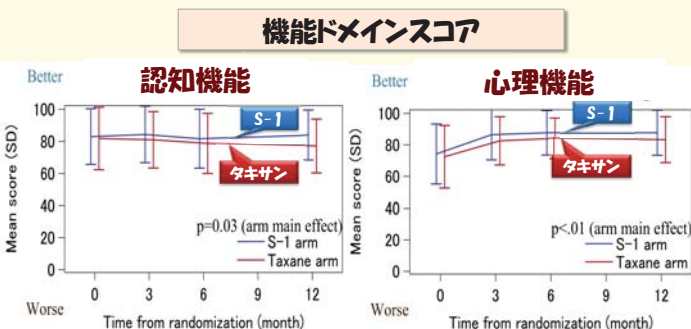 機能ドメインスコア
Better
認知機能
S-1
タキサン
100
80
60
40
20
0
Mean score (SD)
p=0.03 (arm main effect)
S-1 arm
Taxane arm
0 3 6 9 12
Worse
Time from randomization (month)
Better
心理機能
S-1
タキサン
100
80
60
40
20
0
Mean score (SD)
p<.01 (arm main effect)
S-1 arm
Taxane arm
0 3 6 9 12
Worse
Time from randomization (month)